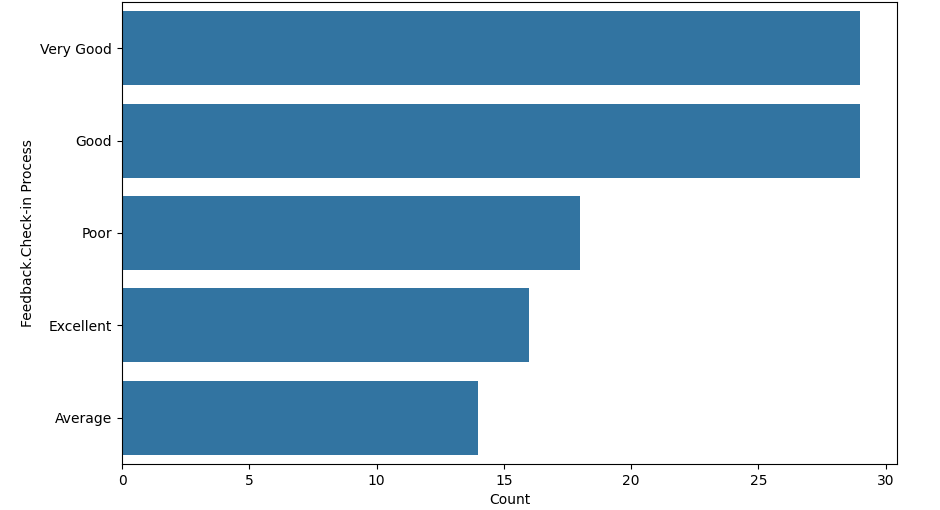 Very Good
Good
Poor
Excellent
Average
Feedback.Check-in Process
0 5 10 15 20 25 30
Count